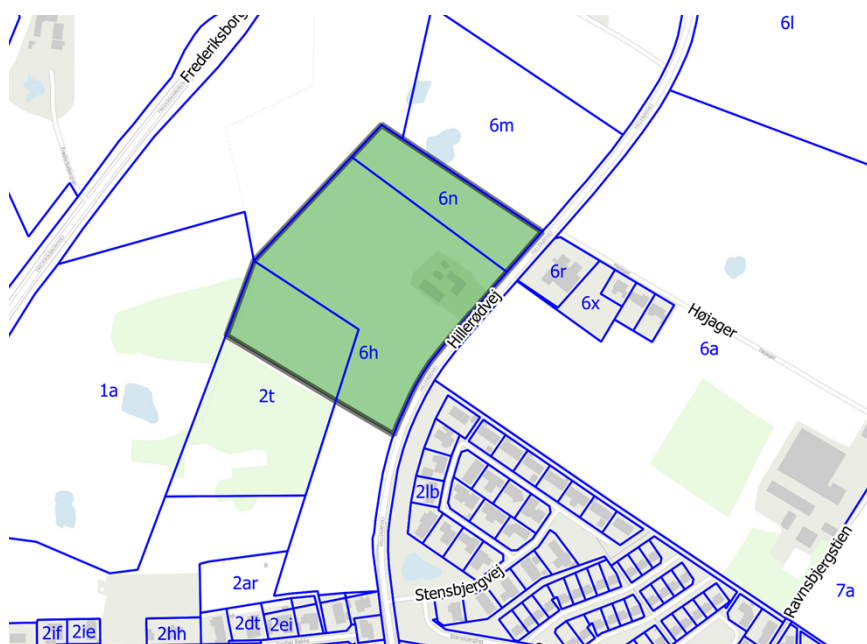 6l
Frederiksborg
6m
6n
Hillerødvej
6r
6x
Højager
6a
6h
1a
2t
2lb
Stensbjergvej
Ravnsbjergstien
7a
2ar
2if
2ie
2hh
2dt
2ei